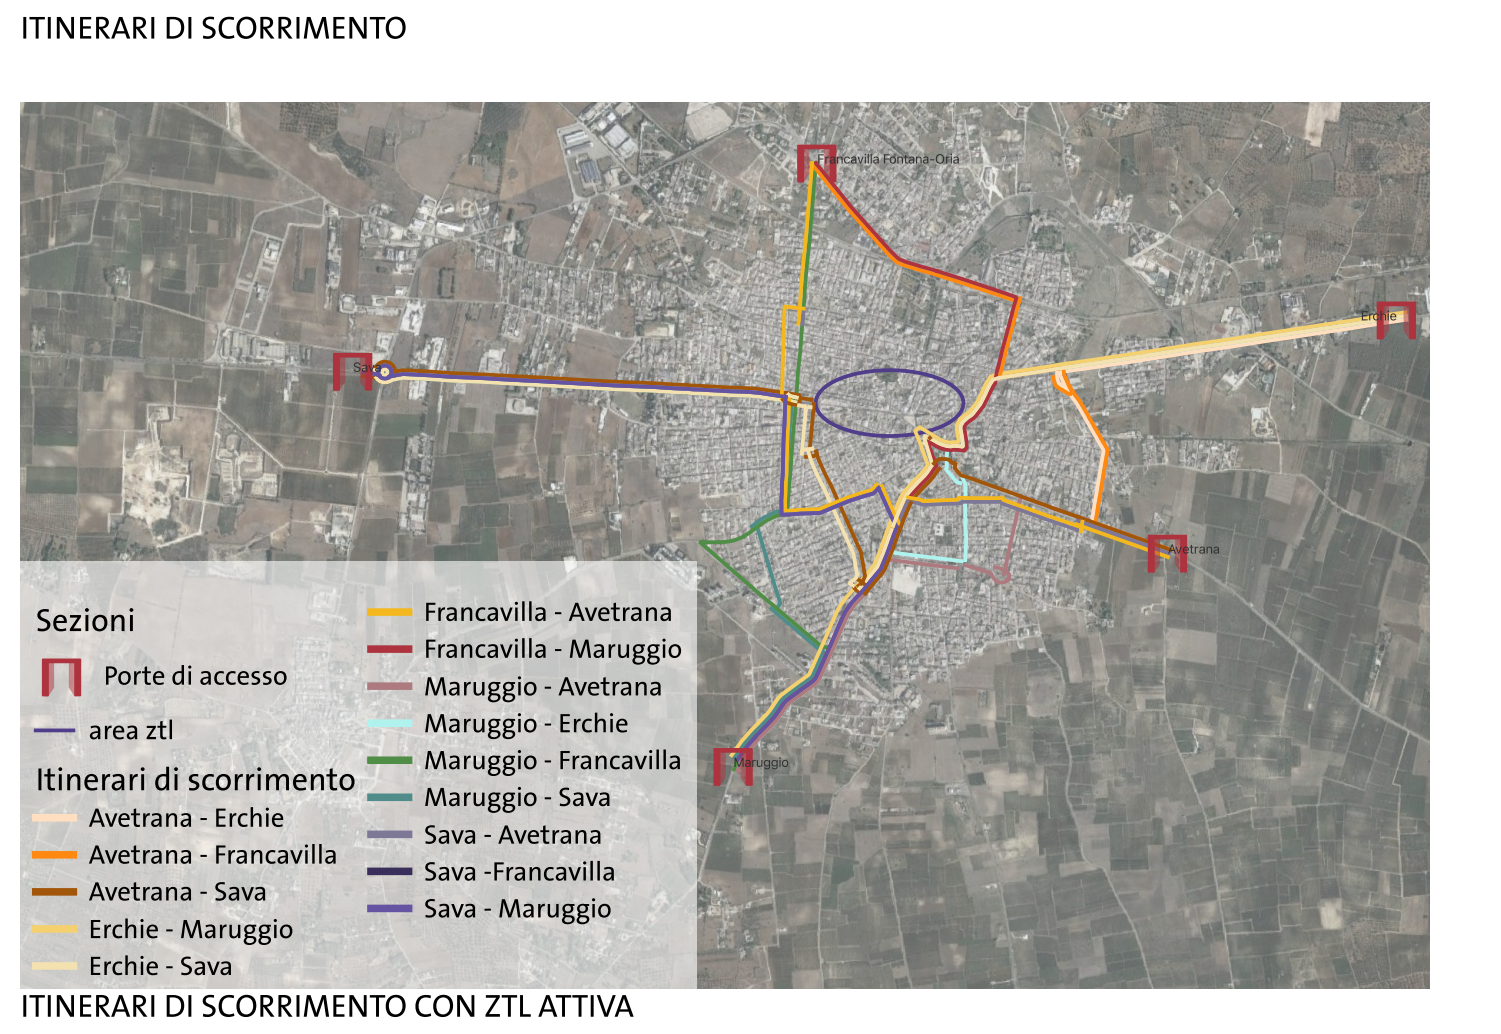 ITINERARI DI SCORRIMENTO
Francavilla Fontana-Oria
Erchie
Sava
Avetrana
Maruggio
Sezioni
Porte di accesso
area ztl
Itinerari di scorrimento
Avetrana - Erchie
Avetrana - Francavilla
Avetrana - Sava
Erchie - Maruggio
Erchie - Sava
Francavilla - Avetrana
Francavilla - Maruggio
Maruggio - Avetrana
Maruggio - Erchie
Maruggio - Francavilla
Maruggio - Sava
Sava - Avetrana
Sava -Francavilla
Sava - Maruggio
ITINERARI DI SCORRIMENTO CON ZTL ATTIVA